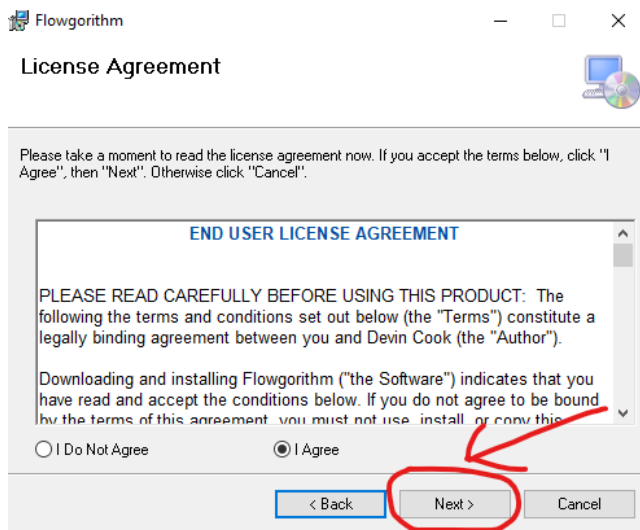 Flowgorithm
License Agreement
Please take a moment to read the license agreement now. If you accept the terms below, click "I
Agree", then "Next". Otherwise click "Cancel".
END USER LICENSE AGREEMENT
PLEASE READ CAREFULLY BEFORE USING THIS PRODUCT: The
following the terms and conditions set out below (the "Terms") constitute a
legally binding agreement between you and Devin Cook (the "Author").
Downloading and installing Flowgorithm ("the Software") indicates that you
have read and accept the conditions below. If you do not agree to be bound
by the terms of this agreement, you must not use, install, or copy this
I Do Not Agree
I Agree
< Back
Next >
Cancel